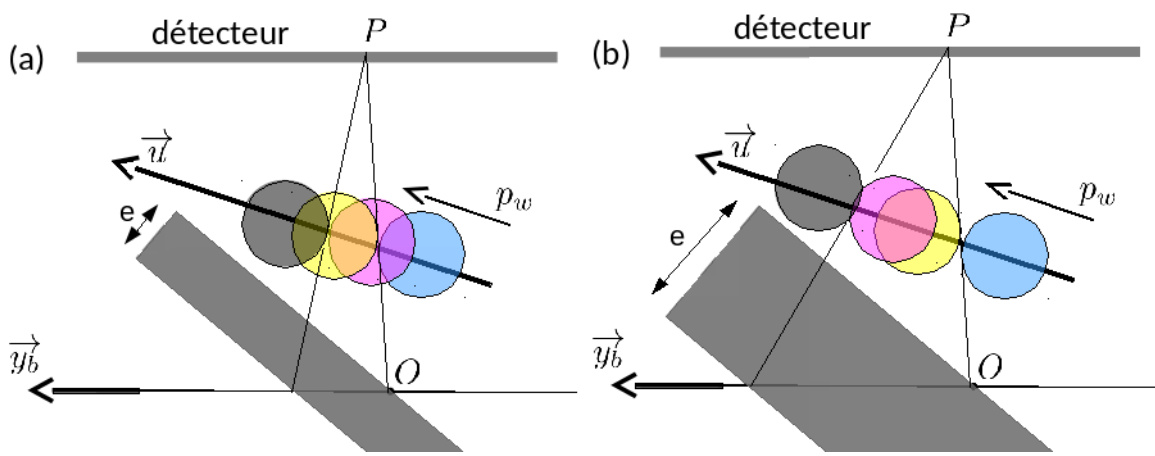 (a)
détecteur
P
\overrightarrow{u}
p_w
e
\overrightarrow{y_b}
O
(b)
détecteur
P
\overrightarrow{u}
p_w
e
\overrightarrow{y_b}
O